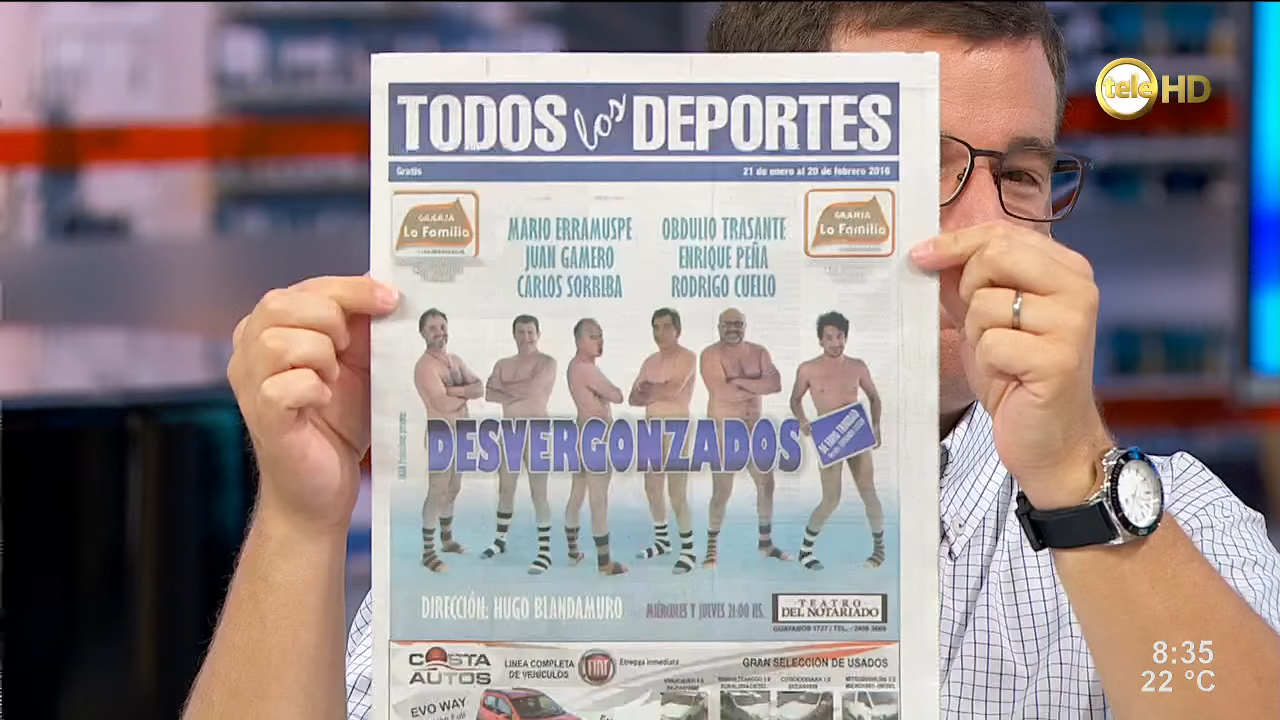 tele HD
TODOS los DEPORTES
Gratis
21 de enero al 20 de febrero 2016
GRANJA
La Familia
MARIO ERRAMUSPE
JUAN GAMERO
CARLOS SORRIBA
OBDULIO TRASANTE
ENRIQUE PEÑA
RODRIGO CUELLO
GRANJA
La Familia
DESVERGONZADOS
DIRECCIÓN: HUGO BLANDAMURO
MIÉRCOLES Y JUEVES 21:00 HS.
TEATRO
DEL NOTARIADO
COSTA
AUTOS
LINEA COMPLETA
DE VEHÍCULOS
FIAT
Entrega inmediata
GRAN SELECCIÓN DE USADOS
EVO WAY
8:35
22 °C